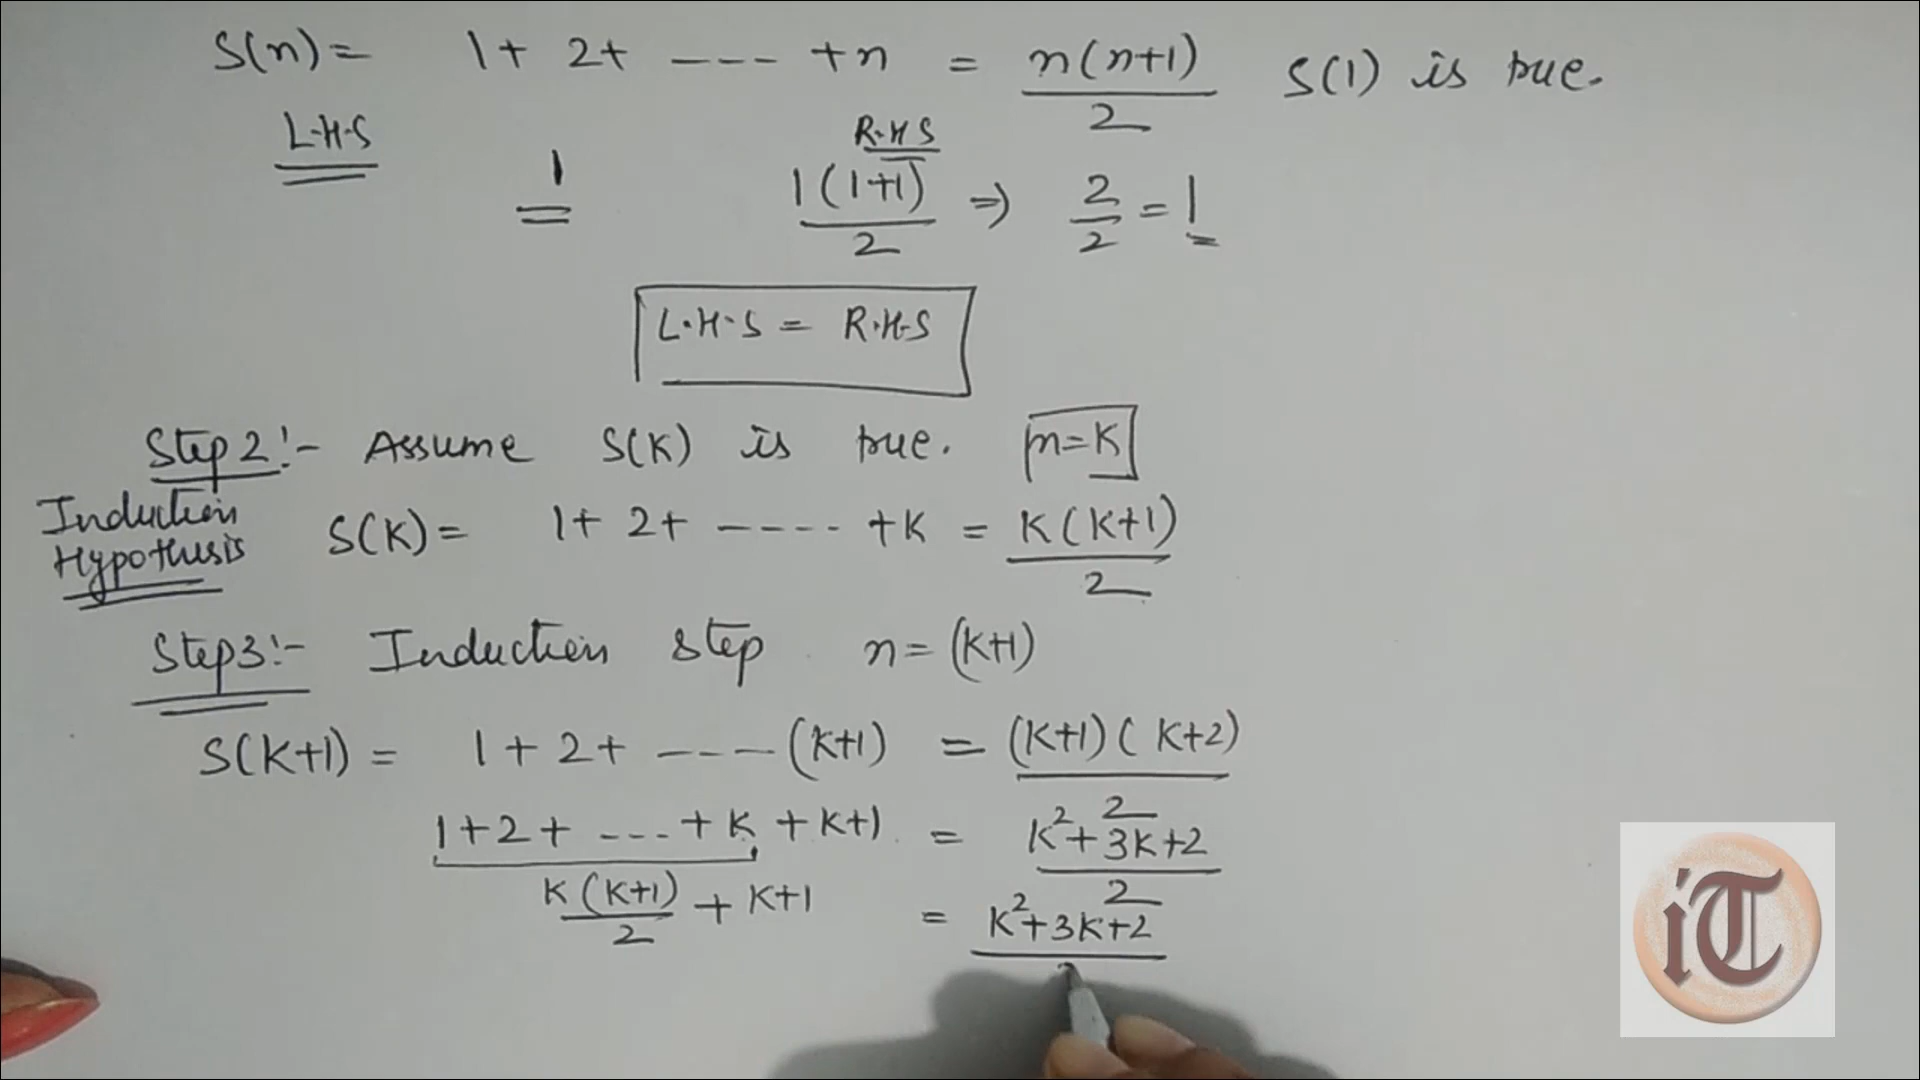 S(n) = 1 + 2 + --- + n = n(n+1)/2 S(1) is true.
L.H.S 1 R.H.S 1(1+1)/2 ⇒ 2/2 = 1
L.H.S = R.H.S
Step 2:- Assume S(K) is true. n=K
Induction Hypothesis S(K) = 1 + 2 + ---- + K = K(K+1)/2
Step3:- Induction step n = (K+1)
S(K+1) = 1 + 2 + --- (K+1) = (K+1)(K+2)/2
1 + 2 + --- + K + K+1 = K²+3K+2/2
K(K+1)/2 + K+1 = K²+3K+2
iT